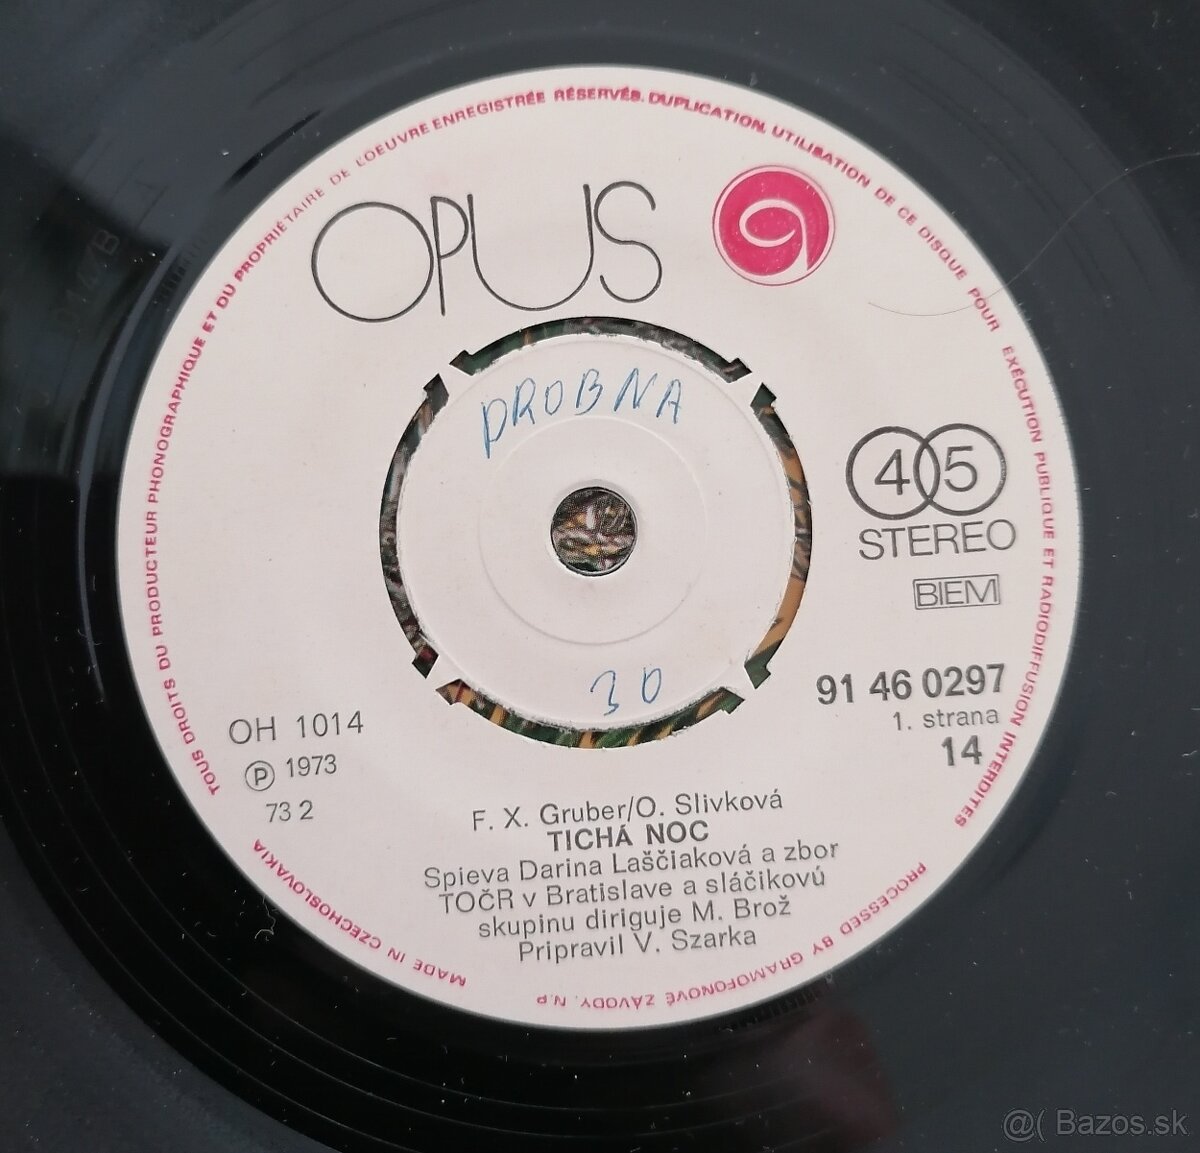 TOUS DROITS DU PRODUCTEUR PHONOGRAPHIQUE ET DU PROPRIÉTAIRE DE L'OEUVRE ENREGISTRÉE RÉSERVÉS. DUPLICATION, UTILISATION DE CE DISQUE POUR EXÉCUTION PUBLIQUE ET RADIODIFFUSION INTERDITES
OPUS
DROBNA
45
STEREO
BIEM
30
91 46 0297
1. strana
14
OH 1014
Ⓟ 1973
73 2
F. X. Gruber/O. Slivková
TICHÁ NOC
Spieva Darina Laščiaková a zbor
TOČR v Bratislave a sláčikovú
skupinu diriguje M. Brož
Pripravil V. Szarka
MADE IN CZECHOSLOVAKIA
PROCESSED BY GRAMOFONOVÉ ZÁVODY, N.P
@( Bazos.sk